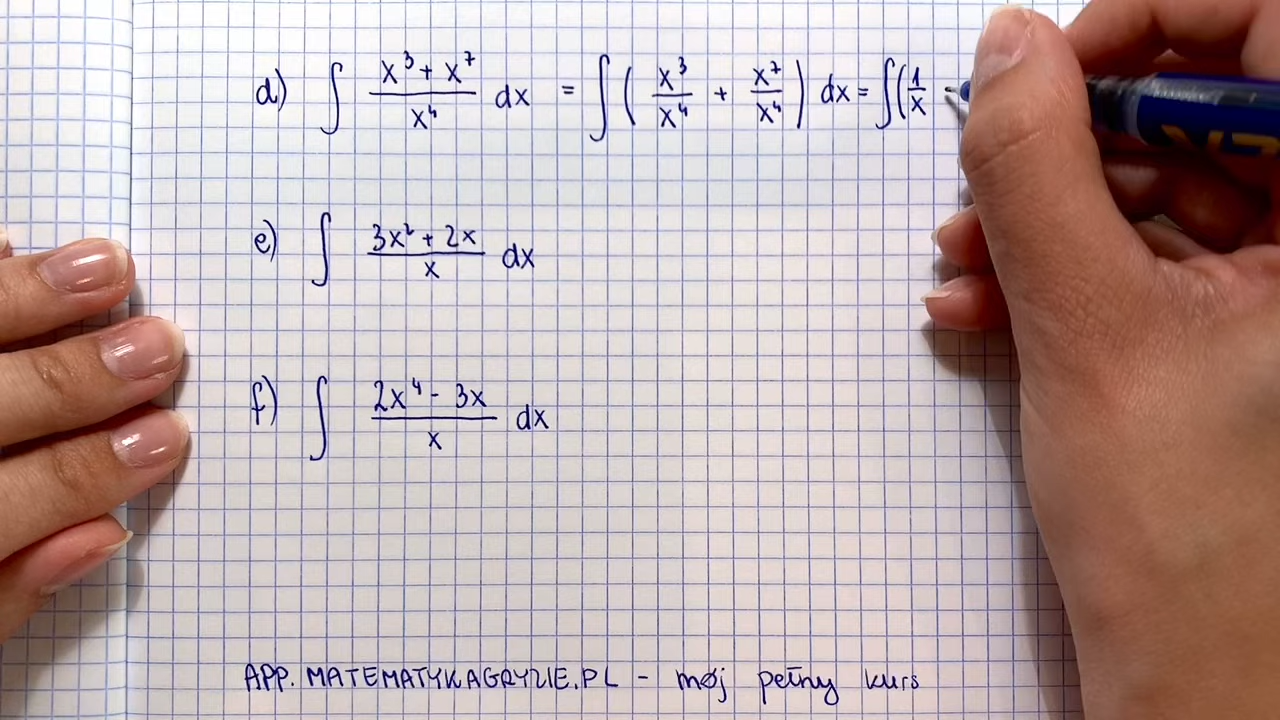 d) ∫ (x³ + x⁷)/x⁴ dx = ∫ ( x³/x⁴ + x⁷/x⁴ ) dx = ∫ ( 1/x
e) ∫ (3x² + 2x)/x dx
f) ∫ (2x⁴ - 3x)/x dx
APP.MATEMATYKAGRYZIE.PL - mój pełny kurs